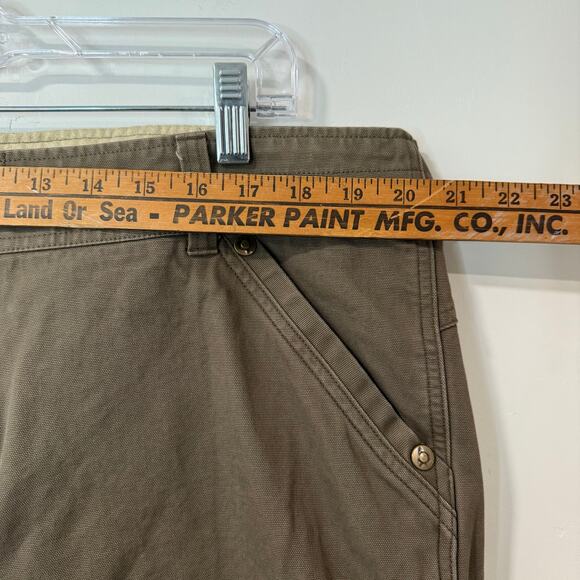 13 14 15 16 17 18 19 20 21 22 23
Land Or Sea - PARKER PAINT MFG. CO., INC.